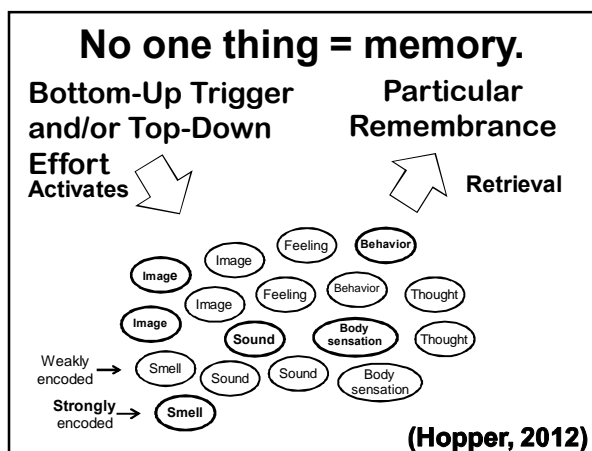 No one thing = memory.
Bottom-Up Trigger
and/or Top-Down
Effort
Activates
Particular
Remembrance
Retrieval
Feeling
Behavior
Image
Image
Feeling
Behavior
Thought
Image
Image
Sound
Body
sensation
Thought
Weakly
encoded
Smell
Sound
Sound
Body
sensation
Strongly
encoded
Smell
(Hopper, 2012)